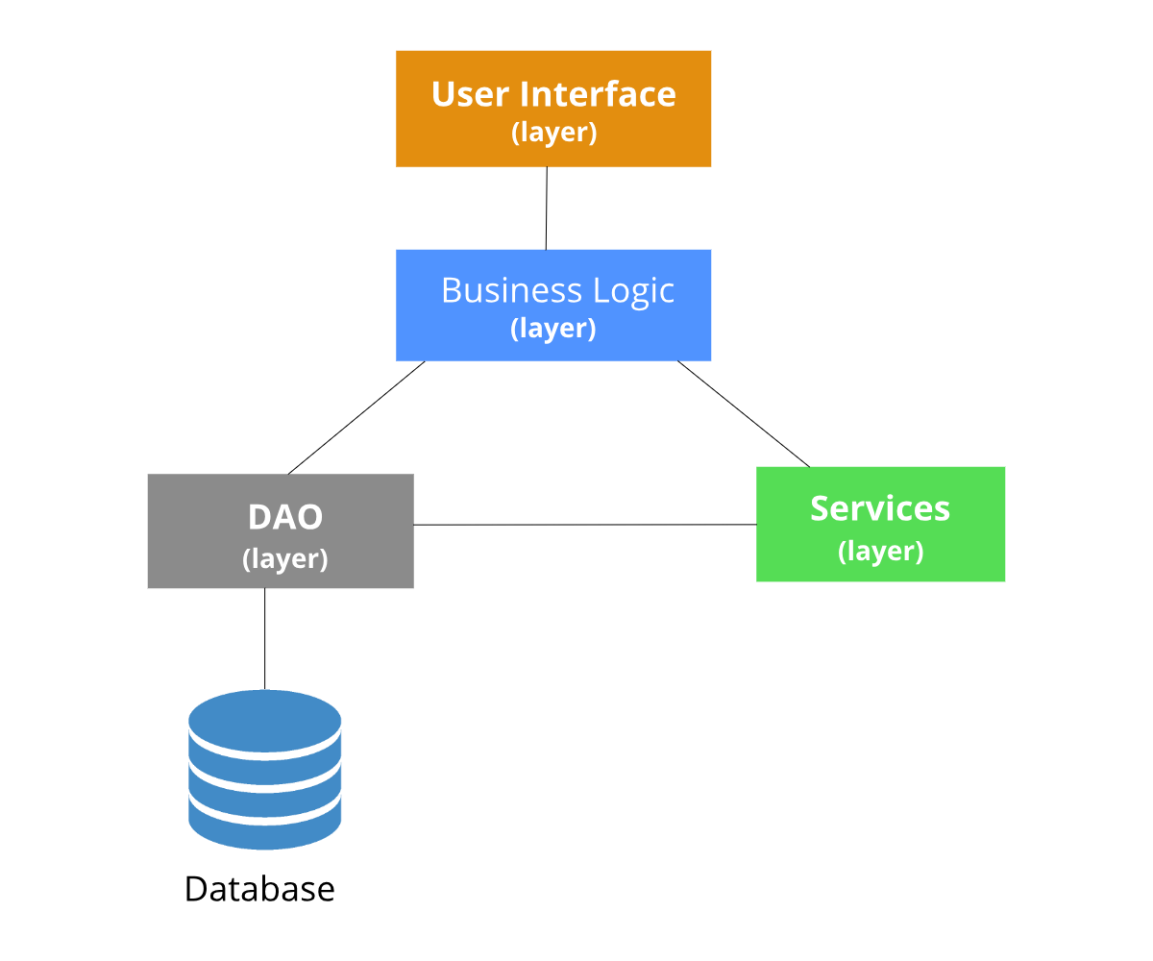 User Interface
(layer)
Business Logic
(layer)
DAO
(layer)
Services
(layer)
Database